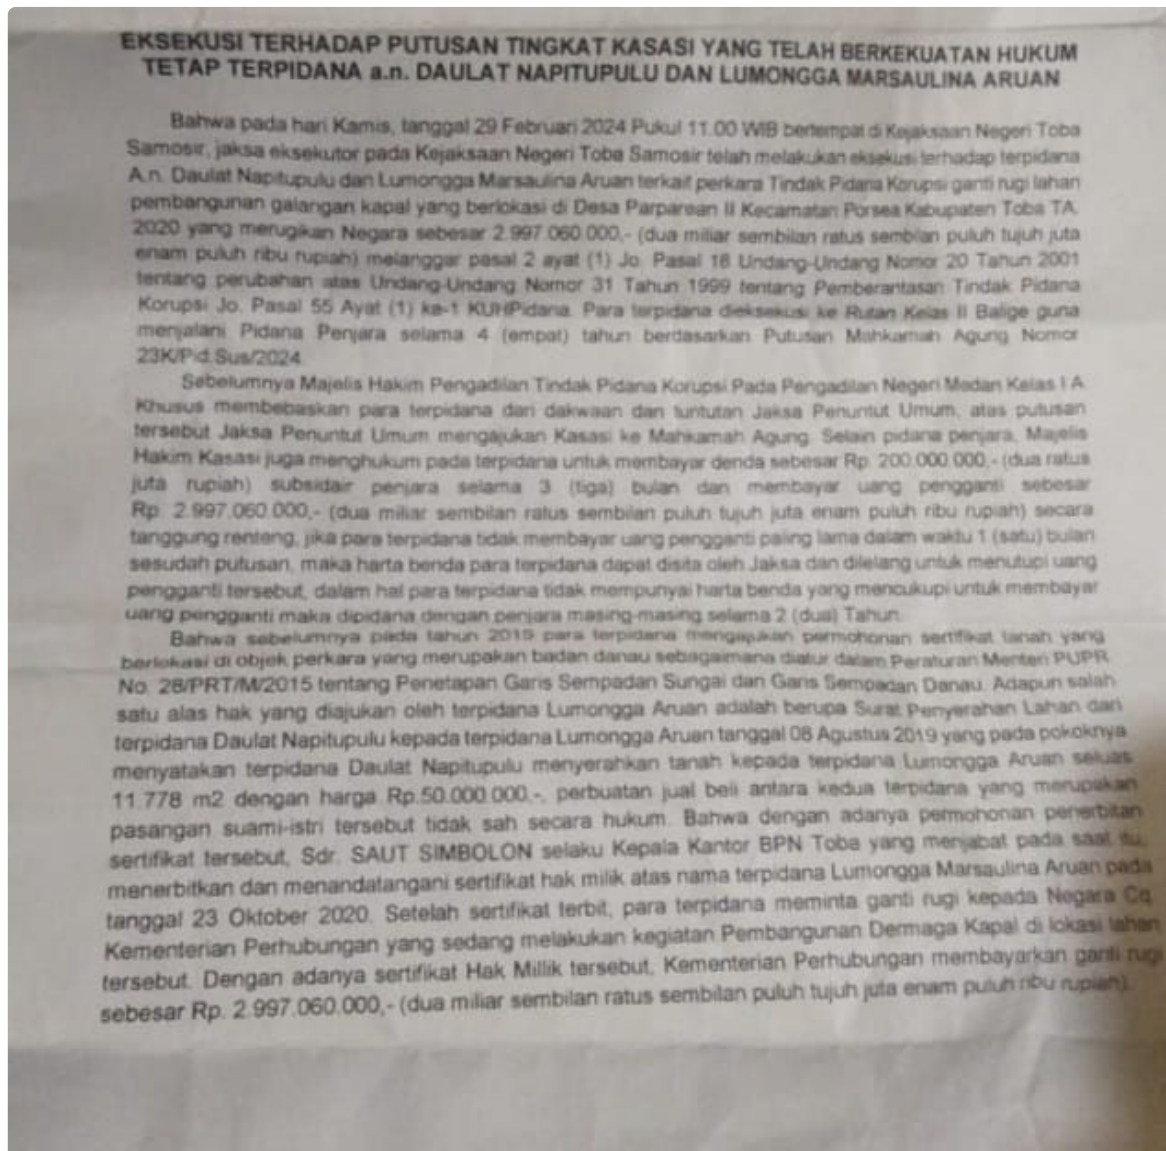 EKSEKUSI TERHADAP PUTUSAN TINGKAT KASASI YANG TELAH BERKEKUATAN HUKUM
TETAP TERPIDANA a.n. DAULAT NAPITUPULU DAN LUMONGGA MARSAULINA ARUAN
Bahwa pada hari Kamis, tanggal 29 Februari 2024 Pukul 11.00 WIB bertempat di Kejaksaan Negeri Toba
Samosir, jaksa eksekutor pada Kejaksaan Negeri Toba Samosir telah melakukan eksekusi terhadap terpidana
A.n. Daulat Napitupulu dan Lumongga Marsaulina Aruan terkait perkara Tindak Pidana Korupsi ganti rugi lahan
pembangunan galangan kapal yang berlokasi di Desa Parparean II Kecamatan Porsea Kabupaten Toba TA.
2020 yang merugikan Negara sebesar 2.997.060.000,- (dua miliar sembilan ratus sembilan puluh tujuh juta
enam puluh ribu rupiah) melanggar pasal 2 ayat (1) Jo. Pasal 18 Undang-Undang Nomor 20 Tahun 2001
tentang perubahan atas Undang-Undang Nomor 31 Tahun 1999 tentang Pemberantasan Tindak Pidana
Korupsi Jo. Pasal 55 Ayat (1) ke-1 KUHPidana. Para terpidana dieksekusi ke Rutan Kelas II Balige guna
menjalani Pidana Penjara selama 4 (empat) tahun berdasarkan Putusan Mahkamah Agung Nomor
23K/Pid.Sus/2024.
Sebelumnya Majelis Hakim Pengadilan Tindak Pidana Korupsi Pada Pengadilan Negeri Medan Kelas I A
Khusus membebaskan para terpidana dari dakwaan dan tuntutan Jaksa Penuntut Umum, atas putusan
tersebut Jaksa Penuntut Umum mengajukan Kasasi ke Mahkamah Agung. Selain pidana penjara, Majelis
Hakim Kasasi juga menghukum pada terpidana untuk membayar denda sebesar Rp. 200.000.000,- (dua ratus
juta rupiah) subsidair penjara selama 3 (tiga) bulan dan membayar uang pengganti sebesar
Rp. 2.997.060.000,- (dua miliar sembilan ratus sembilan puluh tujuh juta enam puluh ribu rupiah) secara
tanggung renteng, jika para terpidana tidak membayar uang pengganti paling lama dalam waktu 1 (satu) bulan
sesudah putusan, maka harta benda para terpidana dapat disita oleh Jaksa dan dilelang untuk menutupi uang
pengganti tersebut, dalam hal para terpidana tidak mempunyai harta benda yang mencukupi untuk membayar
uang pengganti maka dipidana dengan penjara masing-masing selama 2 (dua) Tahun.
Bahwa sebelumnya pada tahun 2019 para terpidana mengajukan permohonan sertifikat tanah yang
berlokasi di objek perkara yang merupakan badan danau sebagaimana diatur dalam Peraturan Menteri PUPR
No. 28/PRT/M/2015 tentang Penetapan Garis Sempadan Sungai dan Garis Sempadan Danau. Adapun salah
satu alas hak yang diajukan oleh terpidana Lumongga Aruan adalah berupa Surat Penyerahan Lahan dari
terpidana Daulat Napitupulu kepada terpidana Lumongga Aruan tanggal 08 Agustus 2019 yang pada pokoknya
menyatakan terpidana Daulat Napitupulu menyerahkan tanah kepada terpidana Lumongga Aruan seluas
11.778 m2 dengan harga Rp.50.000.000,-, perbuatan jual beli antara kedua terpidana yang merupakan
pasangan suami-istri tersebut tidak sah secara hukum. Bahwa dengan adanya permohonan penerbitan
sertifikat tersebut, Sdr. SAUT SIMBOLON selaku Kepala Kantor BPN Toba yang menjabat pada saat itu,
menerbitkan dan menandatangani sertifikat hak milik atas nama terpidana Lumongga Marsaulina Aruan pada
tanggal 23 Oktober 2020. Setelah sertifikat terbit, para terpidana meminta ganti rugi kepada Negara Cq
Kementerian Perhubungan yang sedang melakukan kegiatan Pembangunan Dermaga Kapal di lokasi lahan
tersebut. Dengan adanya sertifikat Hak Millik tersebut, Kementerian Perhubungan membayarkan ganti rugi
sebesar Rp. 2.997.060.000,- (dua miliar sembilan ratus sembilan puluh tujuh juta enam puluh ribu rupiah).